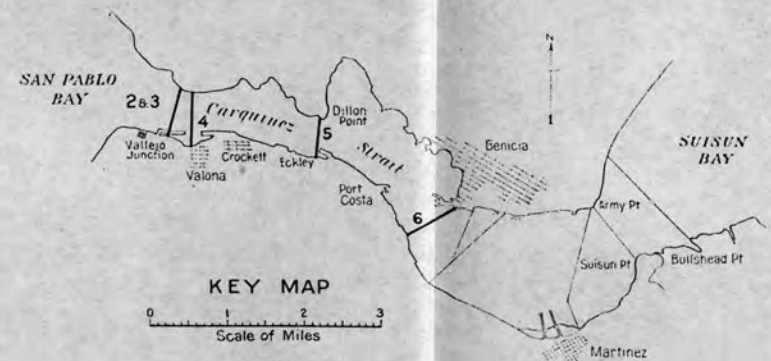 SAN PABLO
BAY
2&3
4
Carquinez
Strait
5
6
Dillon
Point
Benicia
SUISUN
BAY
N
Vallejo
Junction
Valona
Crockett
Eckley
Port
Costa
Army Pt
Suisun Pt
Bullshead Pt
Martinez
KEY MAP
0 1 2 3
Scale of Miles